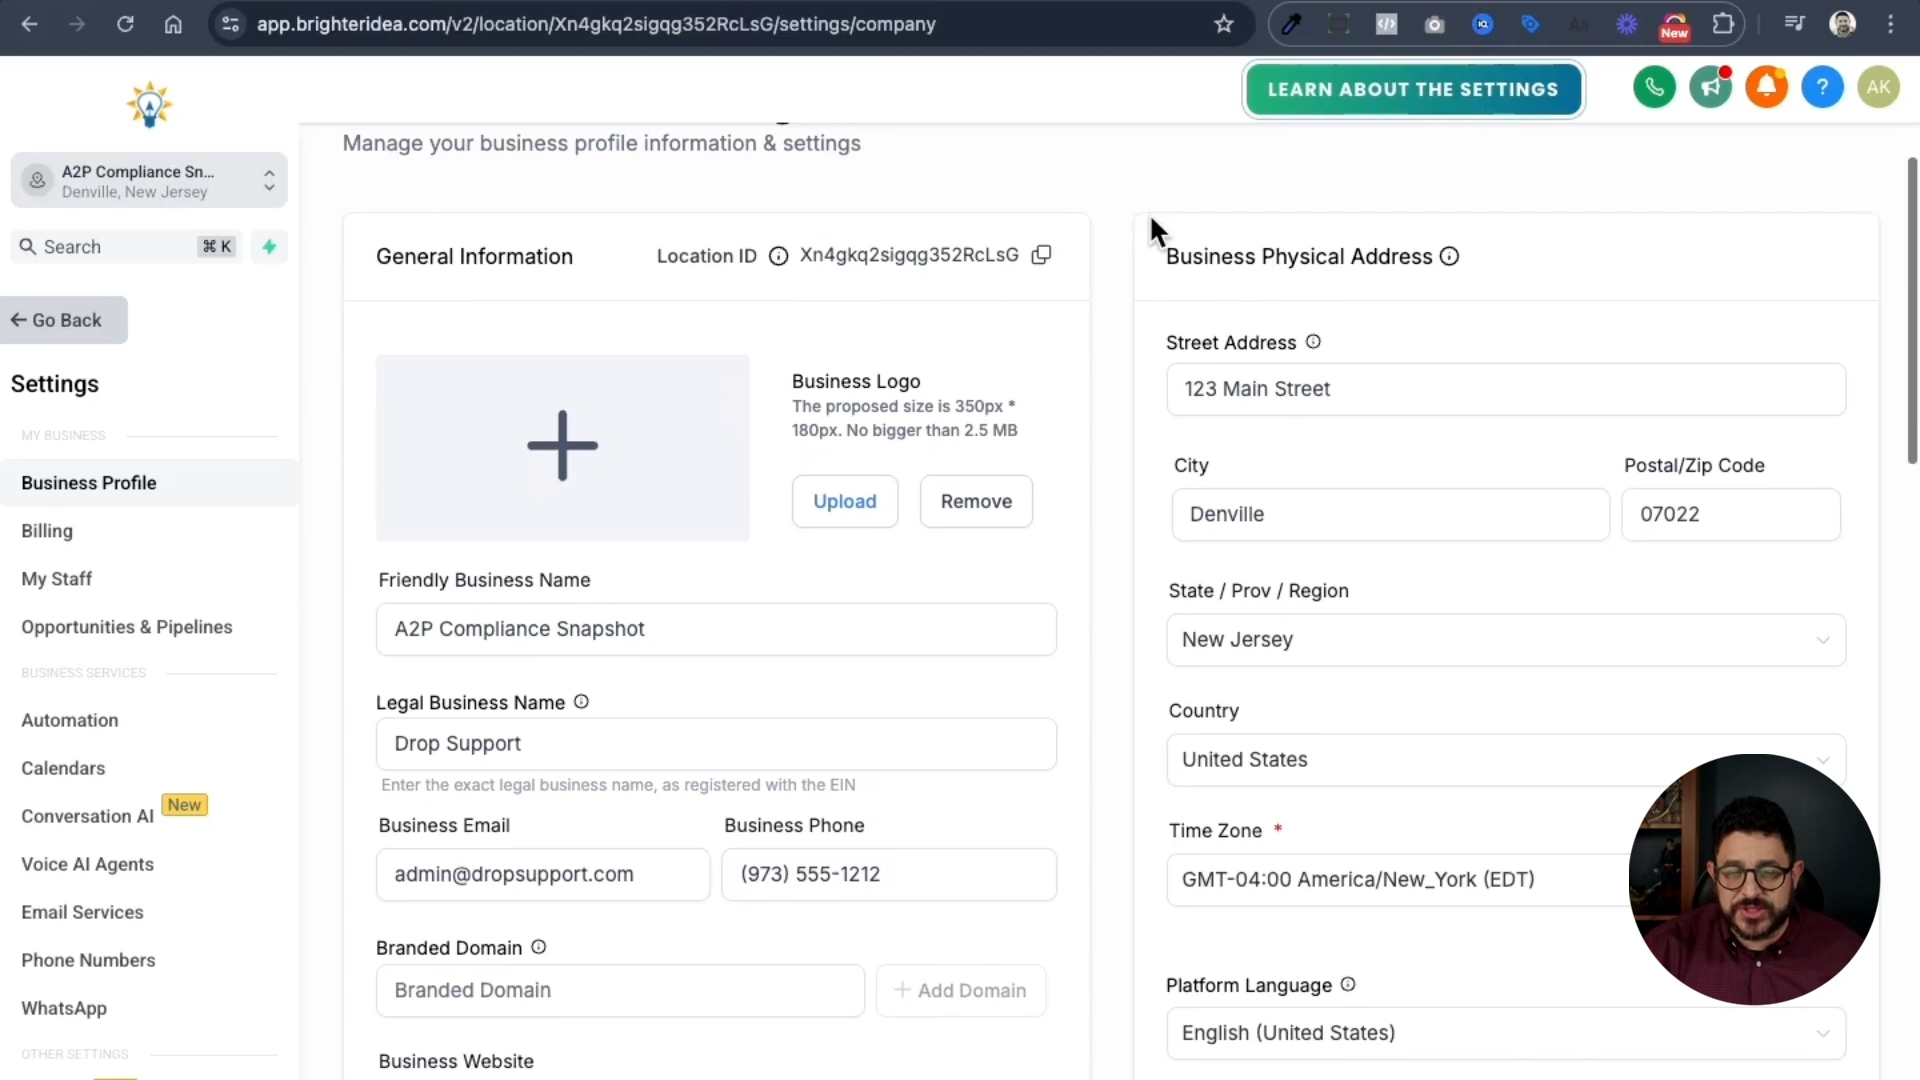 app.brighteridea.com/v2/location/Xn4gkq2sigqg352RcLsG/settings/company
New
LEARN ABOUT THE SETTINGS
?
AK
A2P Compliance Sn...
Denville, New Jersey
Search
⌘ K
← Go Back
Settings
MY BUSINESS
Business Profile
Billing
My Staff
Opportunities & Pipelines
BUSINESS SERVICES
Automation
Calendars
Conversation AI New
Voice AI Agents
Email Services
Phone Numbers
WhatsApp
OTHER SETTINGS
Manage your business profile information & settings
General Information
Location ID Xn4gkq2sigqg352RcLsG
Business Logo
The proposed size is 350px *
180px. No bigger than 2.5 MB
Upload
Remove
Friendly Business Name
A2P Compliance Snapshot
Legal Business Name
Drop Support
Enter the exact legal business name, as registered with the EIN
Business Email
Business Phone
admin@dropsupport.com
(973) 555-1212
Branded Domain
Branded Domain
+ Add Domain
Business Website
Business Physical Address
Street Address
123 Main Street
City
Postal/Zip Code
Denville
07022
State / Prov / Region
New Jersey
Country
United States
Time Zone *
GMT-04:00 America/New_York (EDT)
Platform Language
English (United States)